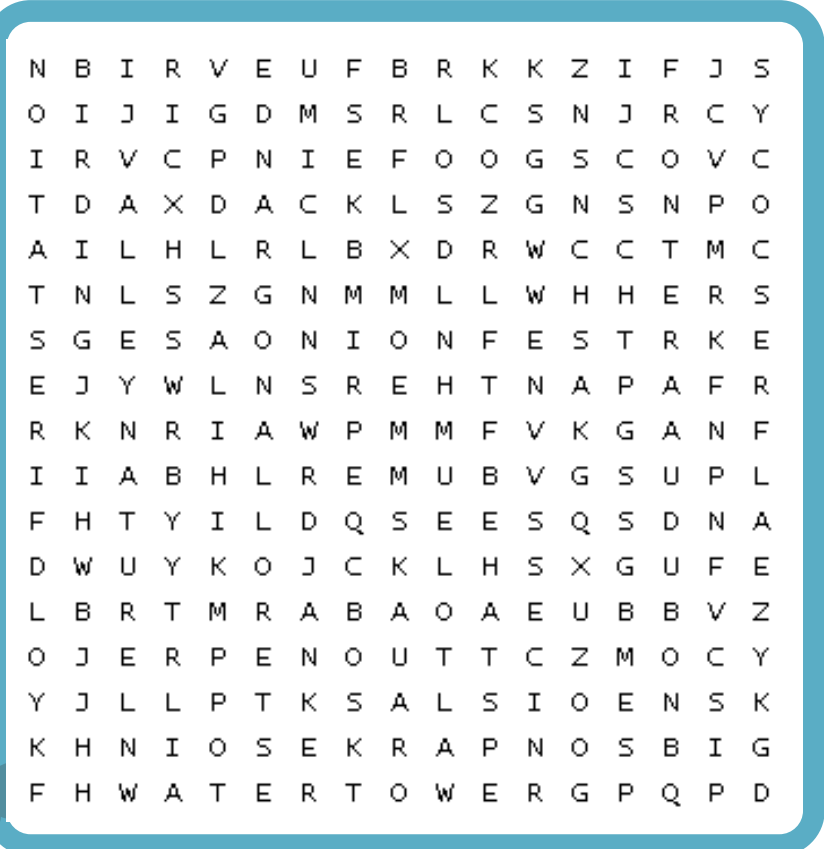 N B I R V E U F B R K K Z I F J S
O I J I G D M S R L C S N J R C Y
I R V C P N I E F O O G S C O V C
T D A X D A C K L S Z G N S N P O
A I L H L R L B X D R W C C T M C
T N L S Z G N M M L L W H H E R S
S G E S A O N I O N F E S T R K E
E J Y W L N S R E H T N A P A F R
R K N R I A W P M M F V K G A N F
I I A B H L R E M U B V G S U P L
F H T Y I L D Q S E E S Q S D N A
D W U Y K O J C K L H S X G U F E
L B R T M R A B A O A E U B B V Z
O J E R P E N O U T T C Z M O C Y
Y J L L P T K S A L S I O E N S K
K H N I O S E K R A P N O S B I G
F H W A T E R T O W E R G P Q P D